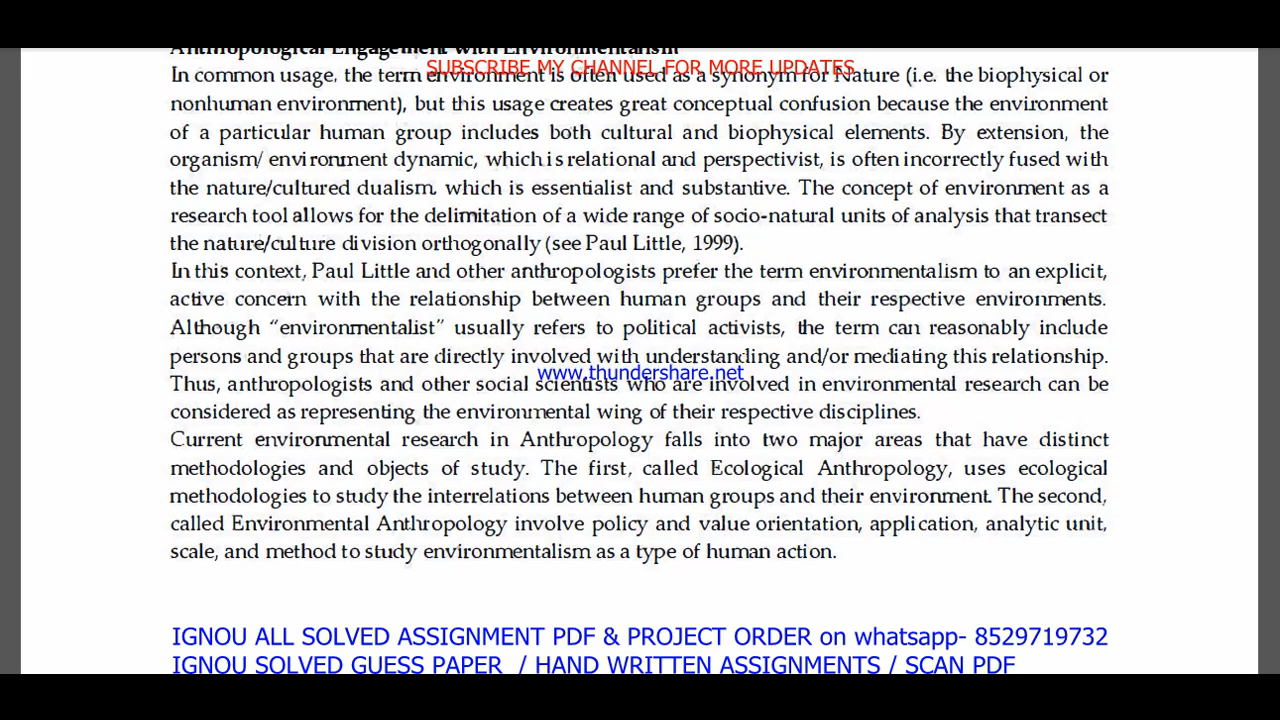 Anthropological Engagement with Environmentalism
SUBSCRIBE MY CHANNEL FOR MORE UPDATES
In common usage, the term environment is often used as a synonym for Nature (i.e. the biophysical or
nonhuman environment), but this usage creates great conceptual confusion because the environment
of a particular human group includes both cultural and biophysical elements. By extension, the
organism/ environment dynamic, which is relational and perspectivist, is often incorrectly fused with
the nature/cultured dualism, which is essentialist and substantive. The concept of environment as a
research tool allows for the delimitation of a wide range of socio-natural units of analysis that transect
the nature/culture division orthogonally (see Paul Little, 1999).
In this context, Paul Little and other anthropologists prefer the term environmentalism to an explicit,
active concern with the relationship between human groups and their respective environments.
Although “environmentalist” usually refers to political activists, the term can reasonably include
persons and groups that are directly involved with understanding and/or mediating this relationship.
www.thundershare.net
Thus, anthropologists and other social scientists who are involved in environmental research can be
considered as representing the environmental wing of their respective disciplines.
Current environmental research in Anthropology falls into two major areas that have distinct
methodologies and objects of study. The first, called Ecological Anthropology, uses ecological
methodologies to study the interrelations between human groups and their environment. The second,
called Environmental Anthropology involve policy and value orientation, application, analytic unit,
scale, and method to study environmentalism as a type of human action.
IGNOU ALL SOLVED ASSIGNMENT PDF & PROJECT ORDER on whatsapp- 8529719732
IGNOU SOLVED GUESS PAPER / HAND WRITTEN ASSIGNMENTS / SCAN PDF